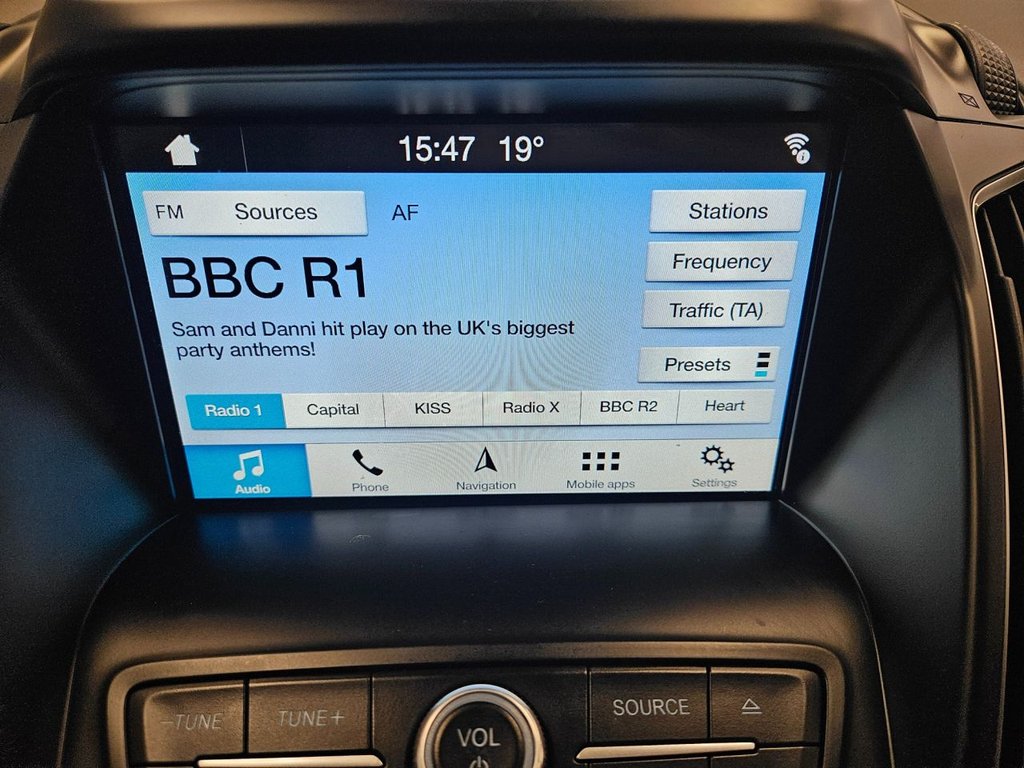 15:47 19°
FM Sources AF Stations
BBC R1
Frequency
Sam and Danni hit play on the UK's biggest
party anthems!
Traffic (TA)
Presets
Radio 1 Capital KISS Radio X BBC R2 Heart
Audio Phone Navigation Mobile apps Settings
-TUNE TUNE+ VOL SOURCE